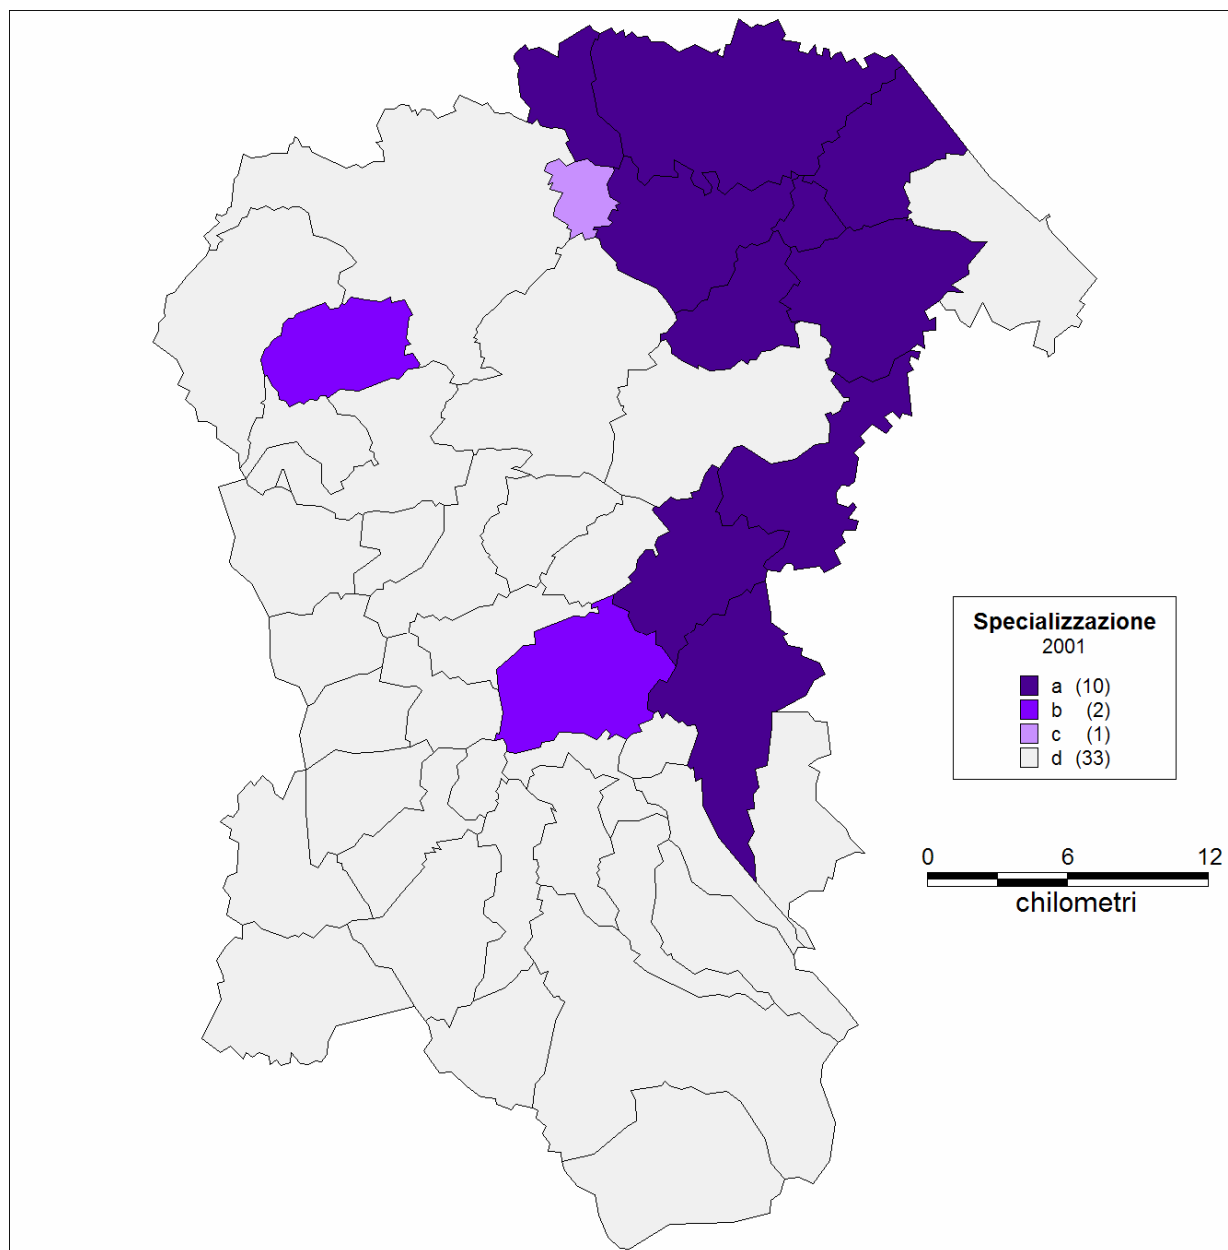 Specializzazione
2001
a (10)
b (2)
c (1)
d (33)
0 6 12
chilometri